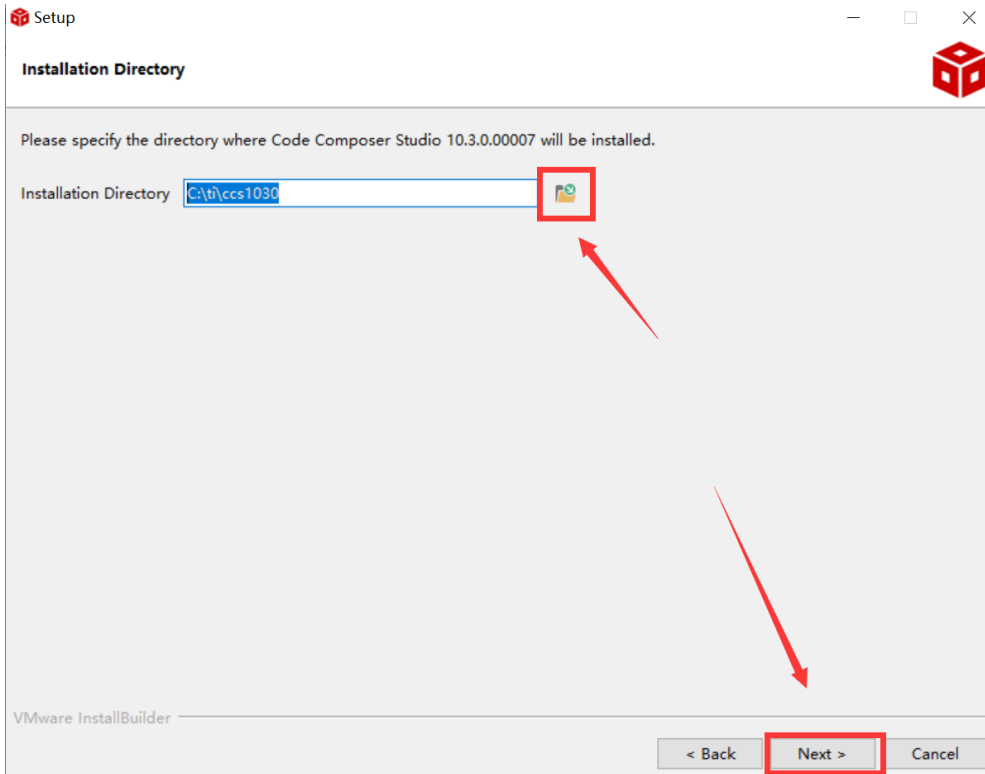 Setup
Installation Directory
Please specify the directory where Code Composer Studio 10.3.0.00007 will be installed.
Installation Directory C:\ti\ccs1030
VMware InstallBuilder
< Back Next > Cancel